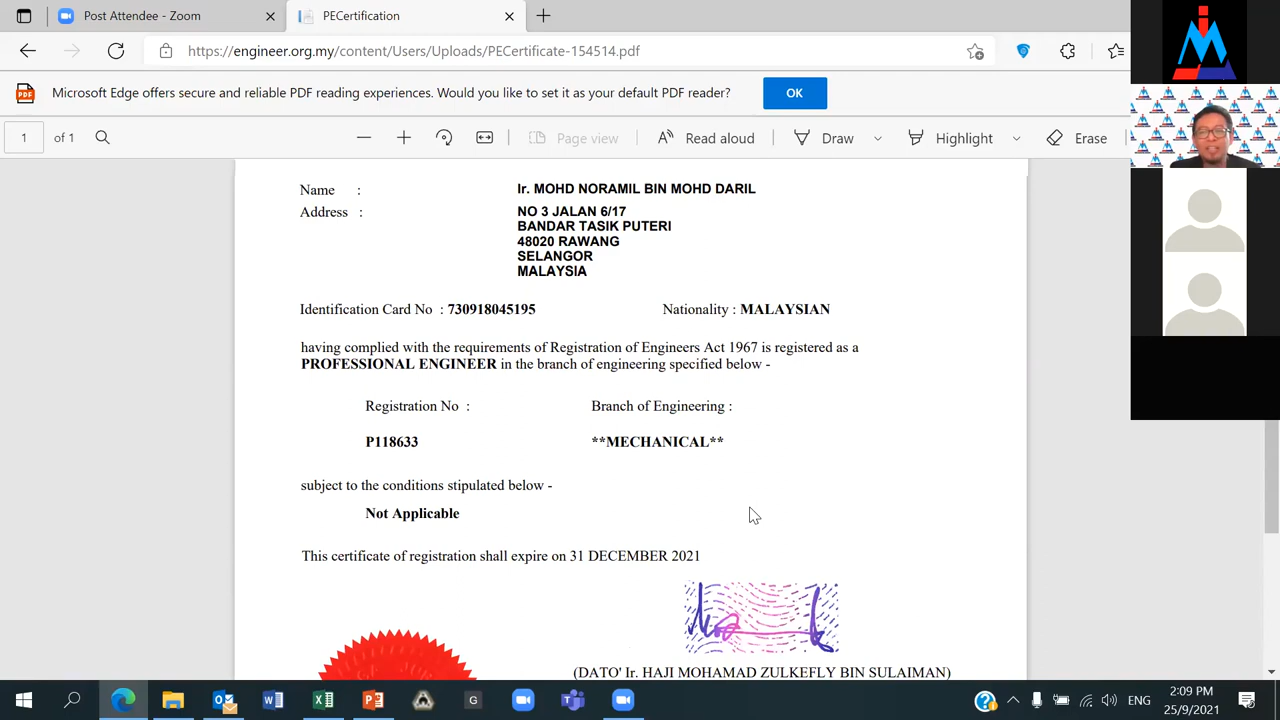 Post Attendee - Zoom
PECertification
https://engineer.org.my/content/Users/Uploads/PECertificate-154514.pdf
Microsoft Edge offers secure and reliable PDF reading experiences. Would you like to set it as your default PDF reader?
OK
1 of 1
Page view
Read aloud
Draw
Highlight
Erase
Name :
Ir. MOHD NORAMIL BIN MOHD DARIL
Address :
NO 3 JALAN 6/17
BANDAR TASIK PUTERI
48020 RAWANG
SELANGOR
MALAYSIA
Identification Card No : 730918045195
Nationality : MALAYSIAN
having complied with the requirements of Registration of Engineers Act 1967 is registered as a
PROFESSIONAL ENGINEER in the branch of engineering specified below -
Registration No :
Branch of Engineering :
P118633
**MECHANICAL**
subject to the conditions stipulated below -
Not Applicable
This certificate of registration shall expire on 31 DECEMBER 2021
(DATO' Ir. HAJI MOHAMAD ZULKEFLY BIN SULAIMAN)
ENG
2:09 PM
25/9/2021